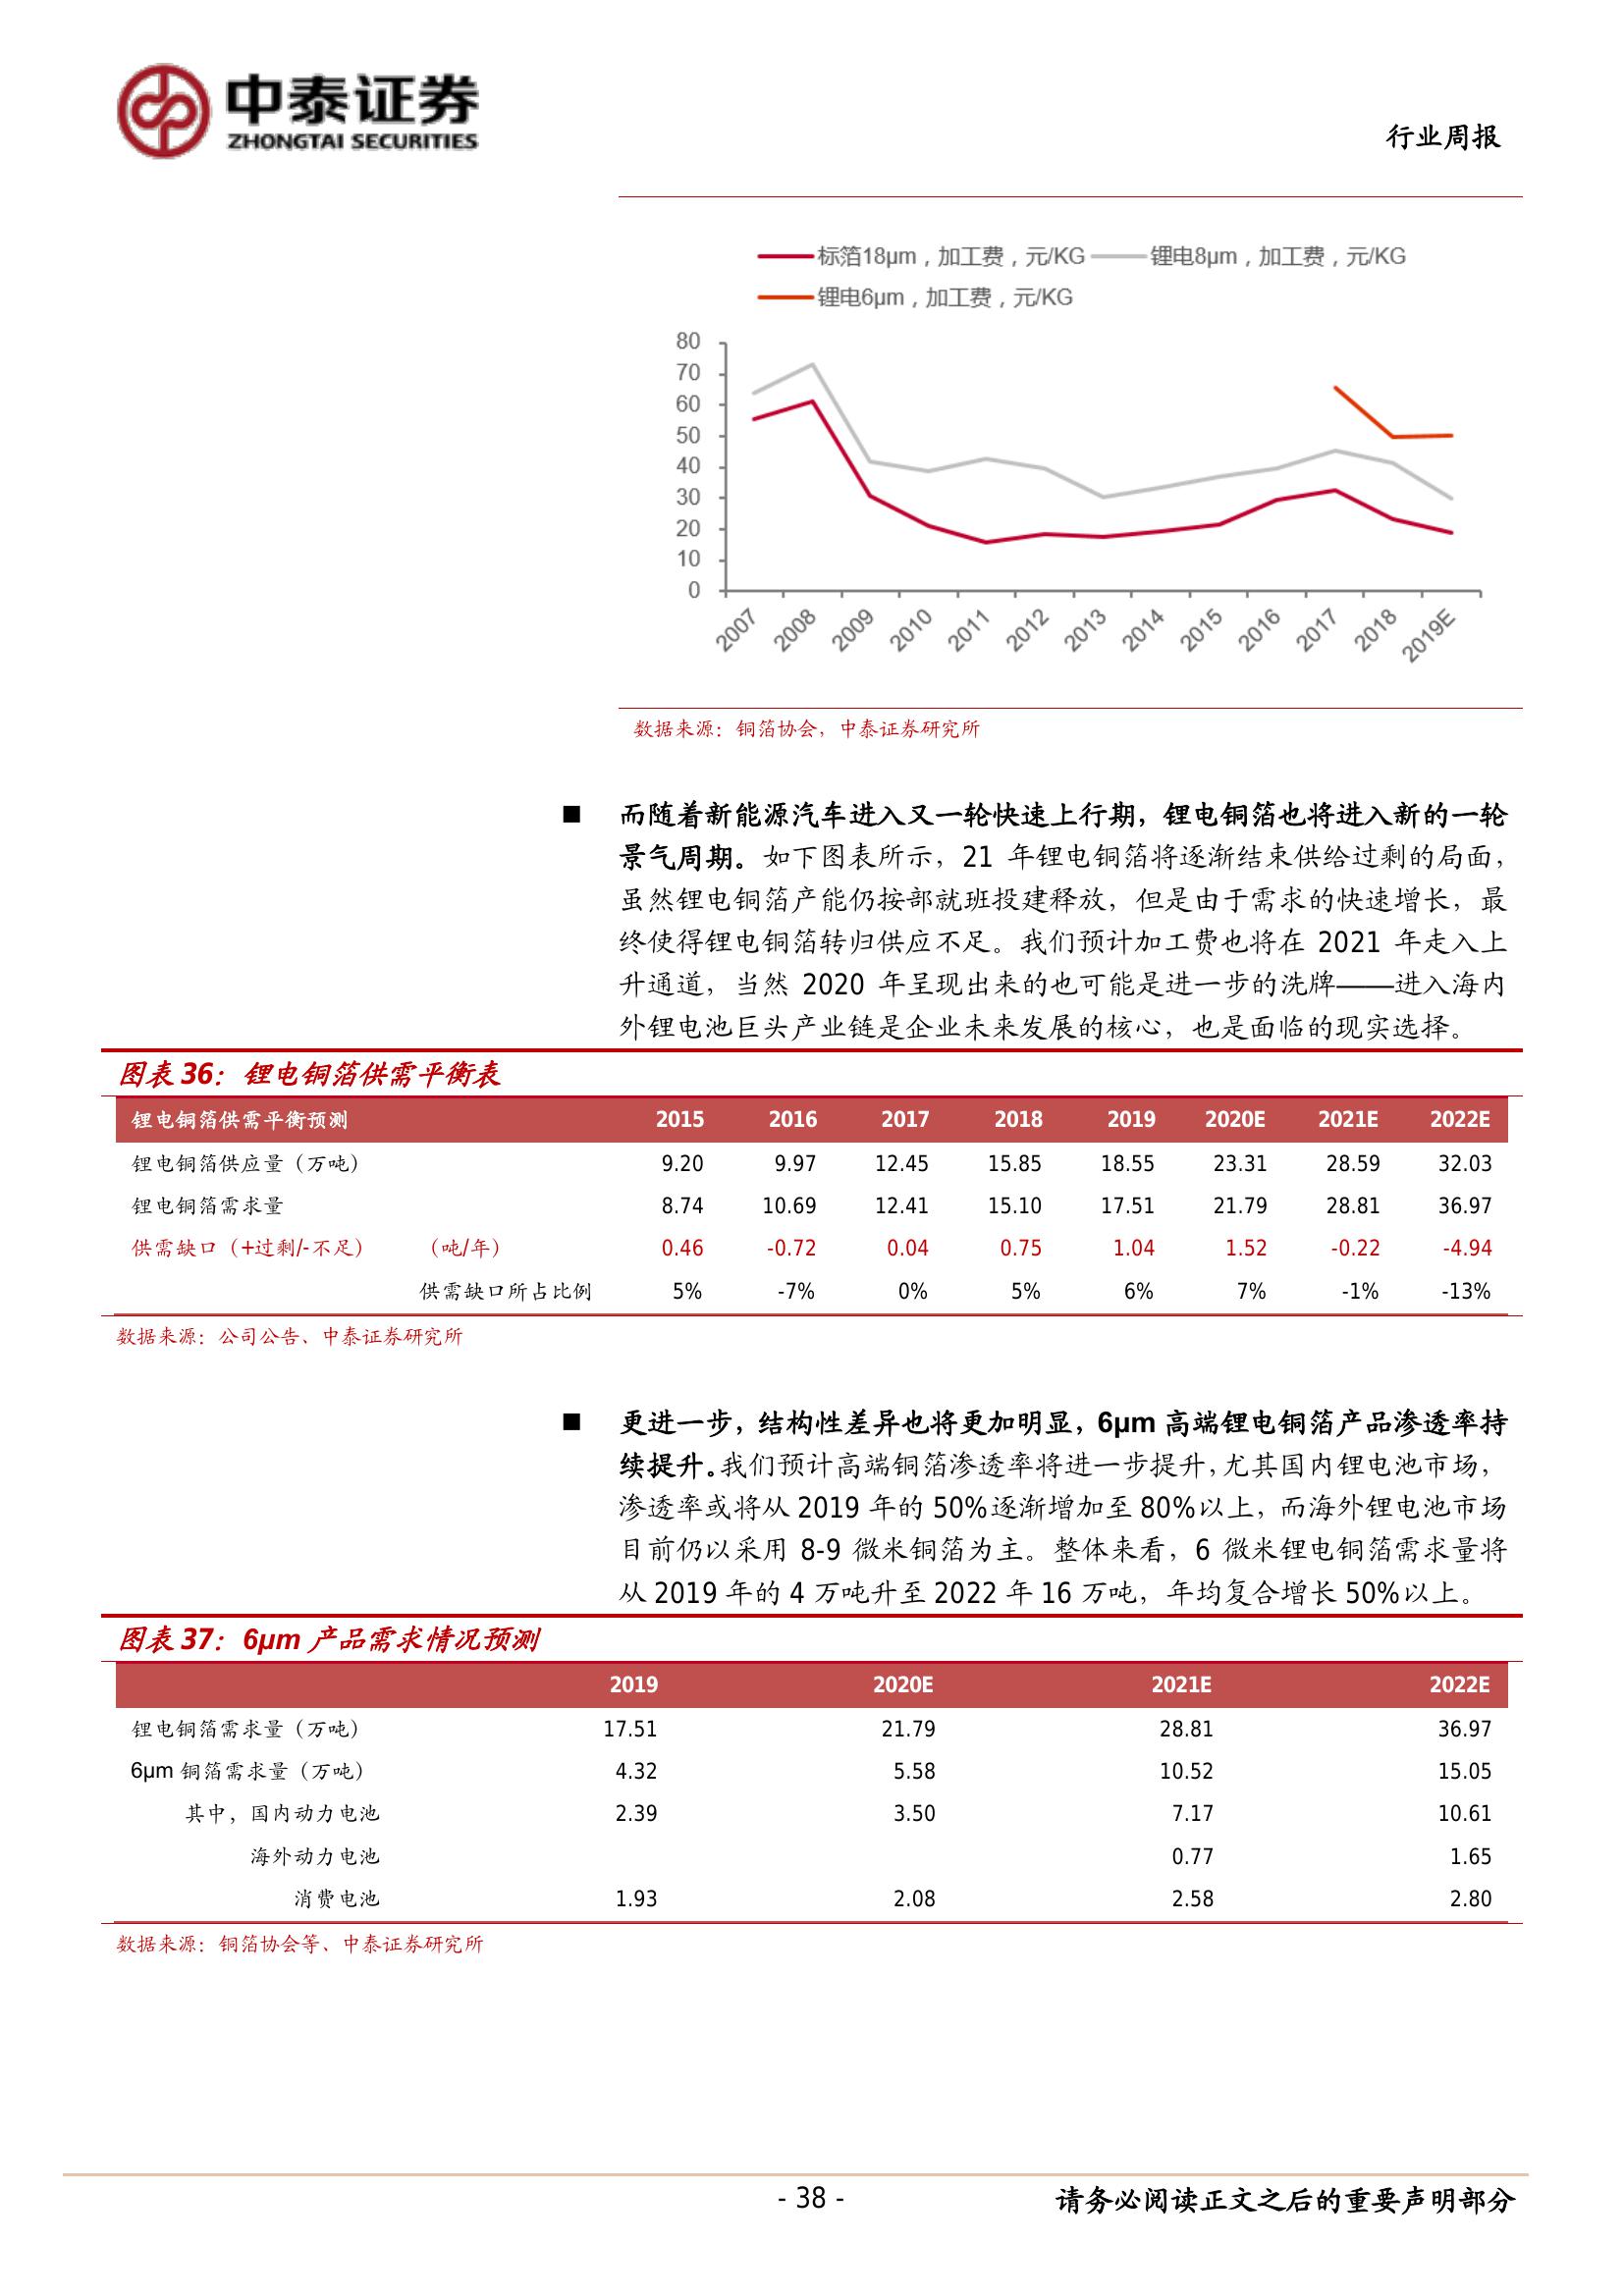 中泰证券
ZHONGTAI SECURITIES
行业周报
标箔18μm，加工费，元/KG 锂电8μm，加工费，元/KG
锂电6μm，加工费，元/KG
80
70
60
50
40
30
20
10
0
2007 2008 2009 2010 2011 2012 2013 2014 2015 2016 2017 2018 2019E
数据来源：铜箔协会，中泰证券研究所
■ 而随着新能源汽车进入又一轮快速上行期，锂电铜箔也将进入新的一轮
景气周期。如下图表所示，21 年锂电铜箔将逐渐结束供给过剩的局面，
虽然锂电铜箔产能仍按部就班投建释放，但是由于需求的快速增长，最
终使得锂电铜箔转归供应不足。我们预计加工费也将在 2021 年走入上
升通道，当然 2020 年呈现出来的也可能是进一步的洗牌——进入海内
外锂电池巨头产业链是企业未来发展的核心，也是面临的现实选择。
图表 36：锂电铜箔供需平衡表
锂电铜箔供需平衡预测 2015 2016 2017 2018 2019 2020E 2021E 2022E
锂电铜箔供应量（万吨） 9.20 9.97 12.45 15.85 18.55 23.31 28.59 32.03
锂电铜箔需求量 8.74 10.69 12.41 15.10 17.51 21.79 28.81 36.97
供需缺口（+过剩/-不足） （吨/年） 0.46 -0.72 0.04 0.75 1.04 1.52 -0.22 -4.94
供需缺口所占比例 5% -7% 0% 5% 6% 7% -1% -13%
数据来源：公司公告、中泰证券研究所
■ 更进一步，结构性差异也将更加明显，6μm 高端锂电铜箔产品渗透率持
续提升。我们预计高端铜箔渗透率将进一步提升，尤其国内锂电池市场，
渗透率或将从 2019 年的 50%逐渐增加至 80%以上，而海外锂电池市场
目前仍以采用 8-9 微米铜箔为主。整体来看，6 微米锂电铜箔需求量将
从 2019 年的 4 万吨升至 2022 年 16 万吨，年均复合增长 50%以上。
图表 37：6μm 产品需求情况预测
2019 2020E 2021E 2022E
锂电铜箔需求量（万吨） 17.51 21.79 28.81 36.97
6μm 铜箔需求量（万吨） 4.32 5.58 10.52 15.05
其中，国内动力电池 2.39 3.50 7.17 10.61
海外动力电池 0.77 1.65
消费电池 1.93 2.08 2.58 2.80
数据来源：铜箔协会等、中泰证券研究所
- 38 - 请务必阅读正文之后的重要声明部分